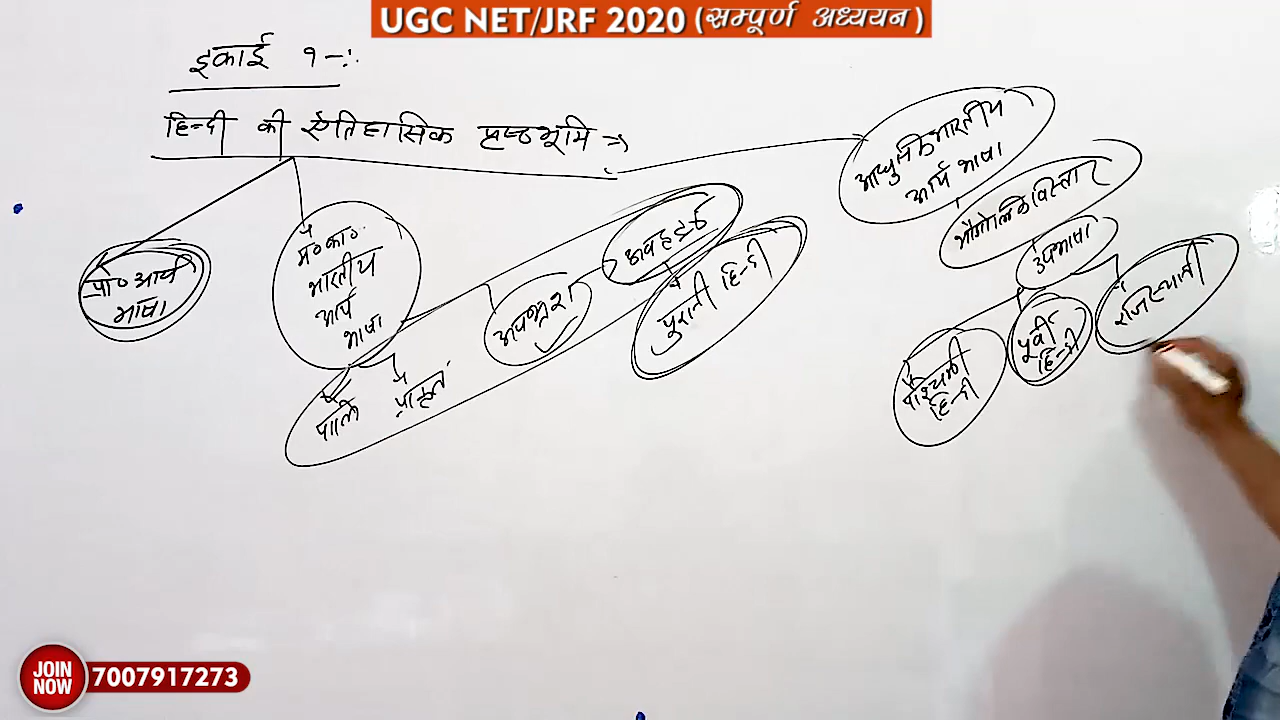 UGC NET/JRF 2020 (सम्पूर्ण अध्ययन)
इकाई १-:
हिन्दी की ऐतिहासिक पृष्ठभूमि →
प्रा० आर्य
भाषा
म० का०
भारतीय
आर्य
भाषा
पालि
प्राकृत
अपभ्रंश
अवहट्ठ
पुरानी हिन्दी
आधुनिक भारतीय
आर्य भाषा
भौगोलिक विस्तार
उपभाषा
पश्चिमी
हिन्दी
पूर्वी
हिन्दी
राजस्थानी
JOIN
NOW
7007917273